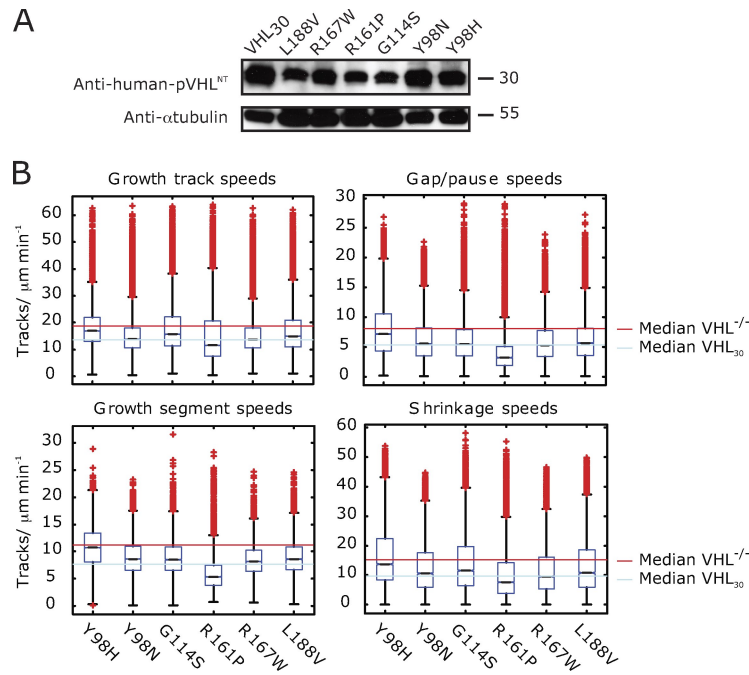 A
VHL30 L188V R167W R161P G114S Y98N Y98H
Anti-human-pVHLNT
30
Anti-αtubulin
55
B
Growth track speeds
Gap/pause speeds
Tracks/ μm min-1
60
50
40
30
20
10
0
30
25
20
15
10
5
0
Median VHL-/-
Median VHL30
Growth segment speeds
Shrinkage speeds
Tracks/ μm min-1
30
25
20
15
10
5
0
60
50
40
30
20
10
0
Median VHL-/-
Median VHL30
Y98H Y98N G114S R161P R167W L188V
Y98H Y98N G114S R161P R167W L188V